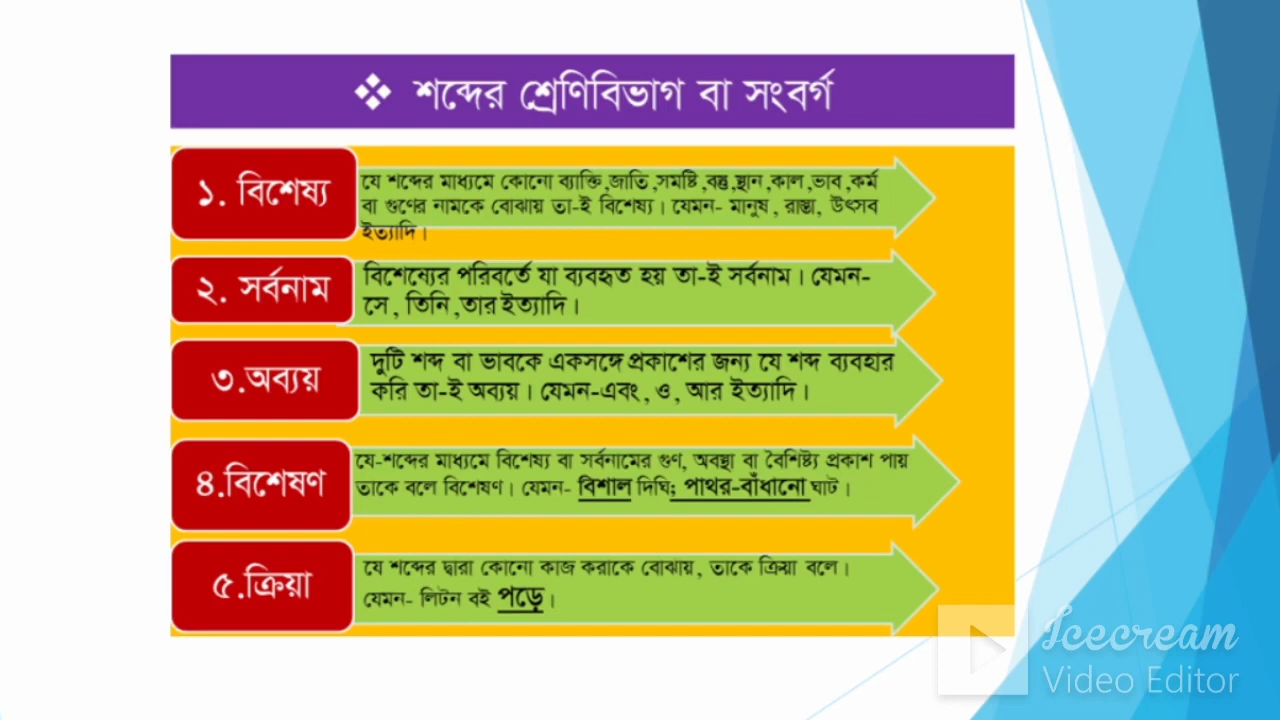 ❖ শব্দের শ্রেণিবিভাগ বা সংবর্গ
১. বিশেষ্য
যে শব্দের মাধ্যমে কোনো ব্যাক্তি,জাতি,সমষ্টি,বস্তু,স্থান,কাল,ভাব,কর্ম
বা গুণের নামকে বোঝায় তা-ই বিশেষ্য। যেমন- মানুষ, রাস্তা, উৎসব
ইত্যাদি।
২. সর্বনাম
বিশেষ্যের পরিবর্তে যা ব্যবহৃত হয় তা-ই সর্বনাম। যেমন-
সে, তিনি,তার ইত্যাদি।
৩.অব্যয়
দুটি শব্দ বা ভাবকে একসঙ্গে প্রকাশের জন্য যে শব্দ ব্যবহার
করি তা-ই অব্যয়। যেমন-এবং, ও, আর ইত্যাদি।
৪.বিশেষণ
যে-শব্দের মাধ্যমে বিশেষ্য বা সর্বনামের গুণ, অবস্থা বা বৈশিষ্ট্য প্রকাশ পায়
তাকে বলে বিশেষণ। যেমন- বিশাল দিঘি; পাথর-বাঁধানো ঘাট।
৫.ক্রিয়া
যে শব্দের দ্বারা কোনো কাজ করাকে বোঝায়, তাকে ক্রিয়া বলে।
যেমন- লিটন বই পড়ে।
Icecream
Video Editor